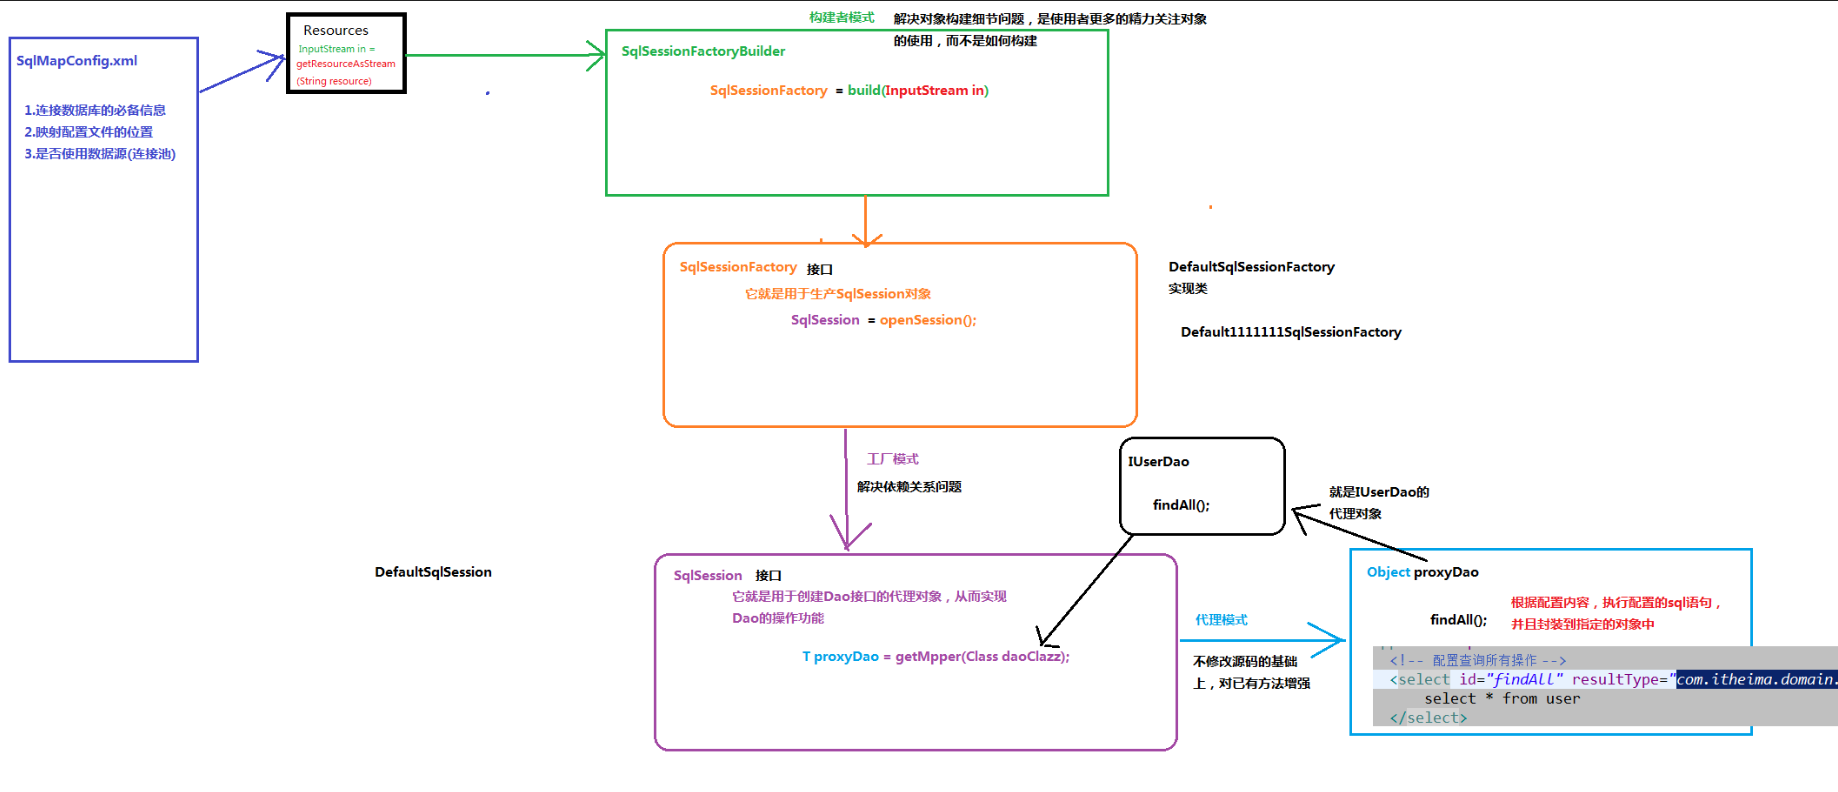 构建者模式
解决对象构建细节问题，是使用者更多的精力关注对象
的使用，而不是如何构建
SqlMapConfig.xml
1.连接数据库的必备信息
2.映射配置文件的位置
3.是否使用数据源(连接池)
Resources
InputStream in =
getResourceAsStream
(String resource)
SqlSessionFactoryBuilder
SqlSessionFactory = build(InputStream in)
SqlSessionFactory 接口
它就是用于生产SqlSession对象
SqlSession = openSession();
DefaultSqlSessionFactory
实现类
Default1111111SqlSessionFactory
工厂模式
解决依赖关系问题
IUserDao
findAll();
就是IUserDao的
代理对象
DefaultSqlSession
SqlSession 接口
它就是用于创建Dao接口的代理对象，从而实现
Dao的操作功能
T proxyDao = getMpper(Class daoClazz);
代理模式
不修改源码的基础
上，对已有方法增强
Object proxyDao
findAll();
根据配置内容，执行配置的sql语句，
并且封装到指定的对象中
<!-- 配置查询所有操作 -->
<select id="findAll" resultType="com.itheima.domain.
select * from user
</select>